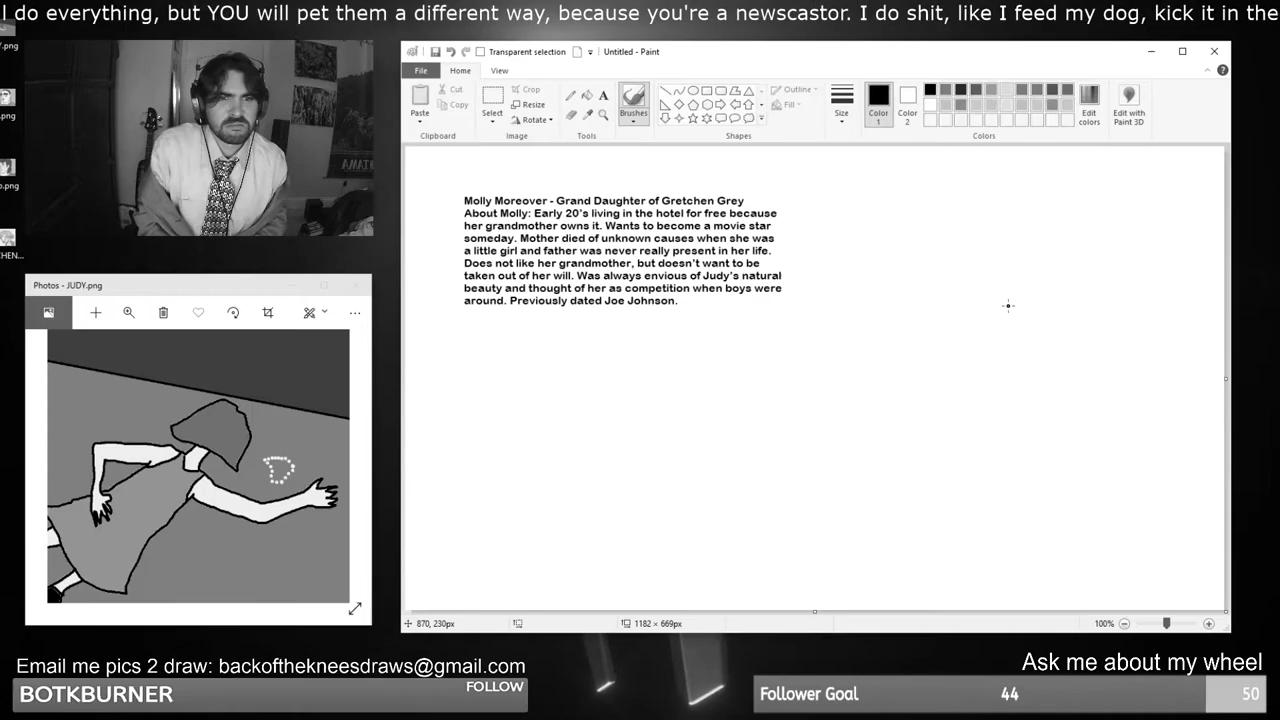 I do everything, but YOU will pet them a different way, because you're a newscastor. I do shit, like I feed my dog, kick it in the
.png
.png
o.png
CHEN...
Transparent selection
Untitled - Paint
File
Home
View
Paste
Cut
Copy
Clipboard
Select
Crop
Resize
Rotate
Image
Tools
Brushes
Shapes
Outline
Fill
Size
Color 1
Color 2
Colors
Edit colors
Edit with Paint 3D
Molly Moreover - Grand Daughter of Gretchen Grey
About Molly: Early 20's living in the hotel for free because
her grandmother owns it. Wants to become a movie star
someday. Mother died of unknown causes when she was
a little girl and father was never really present in her life.
Does not like her grandmother, but doesn't want to be
taken out of her will. Was always envious of Judy's natural
beauty and thought of her as competition when boys were
around. Previously dated Joe Johnson.
Photos - JUDY.png
870, 230px
1182 × 669px
100%
Email me pics 2 draw: backofthekneesdraws@gmail.com
BOTKBURNER
FOLLOW
Ask me about my wheel
Follower Goal
44
50